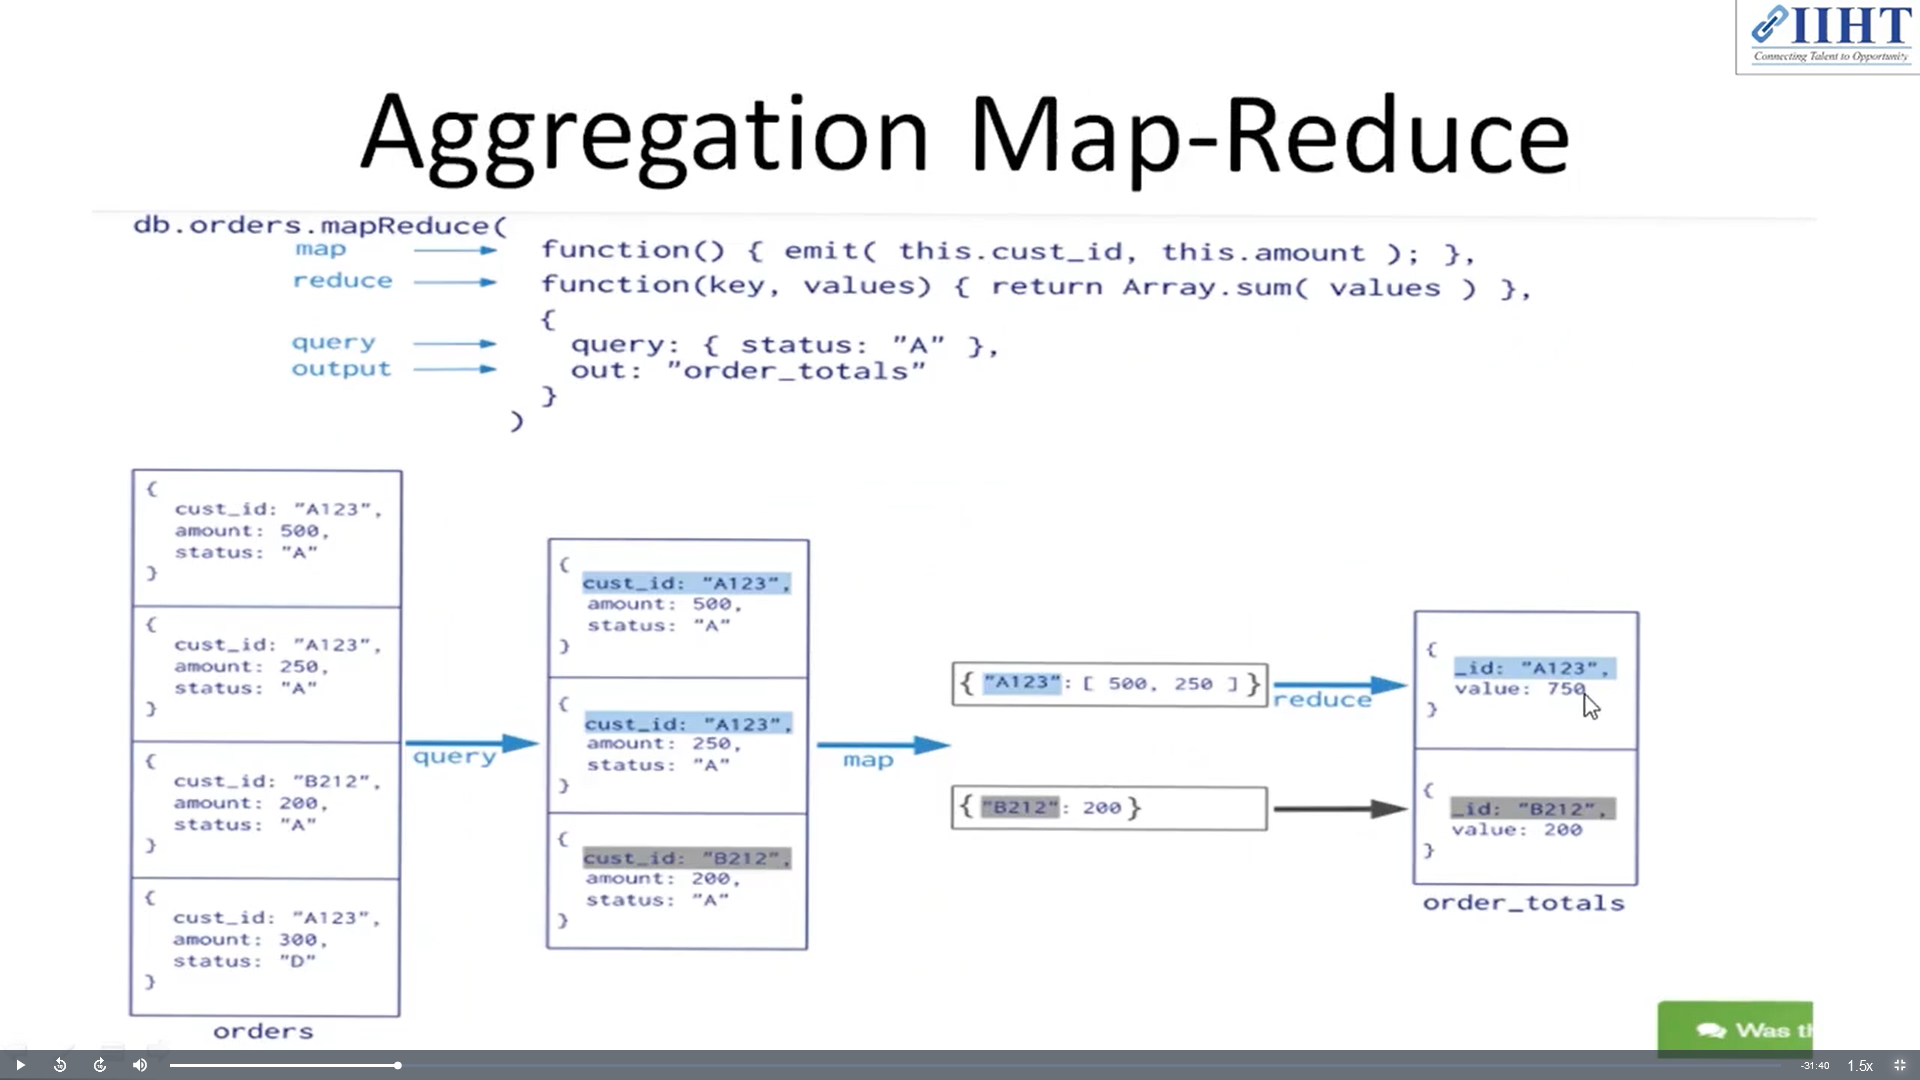 IIHT
Connecting Talent to Opportunity
Aggregation Map-Reduce
db.orders.mapReduce(
map function() { emit( this.cust_id, this.amount ); },
reduce function(key, values) { return Array.sum( values ) },
{
query query: { status: "A" },
output out: "order_totals"
}
)
{
cust_id: "A123",
amount: 500,
status: "A"
}
{
cust_id: "A123",
amount: 250,
status: "A"
}
{
cust_id: "B212",
amount: 200,
status: "A"
}
{
cust_id: "A123",
amount: 300,
status: "D"
}
orders
query
{
cust_id: "A123",
amount: 500,
status: "A"
}
{
cust_id: "A123",
amount: 250,
status: "A"
}
{
cust_id: "B212",
amount: 200,
status: "A"
}
map
{ "A123": [ 500, 250 ] }
reduce
{ "B212": 200 }
{
_id: "A123",
value: 750
}
{
_id: "B212",
value: 200
}
order_totals
Was
-31:40
1.5x